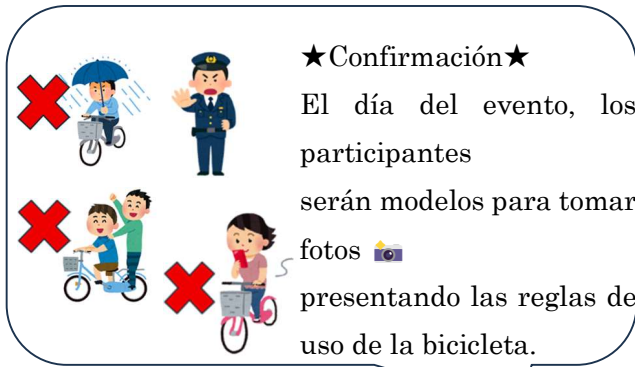 ★Confirmación★
El día del evento, los
participantes
serán modelos para tomar
fotos 📸
presentando las reglas de
uso de la bicicleta.